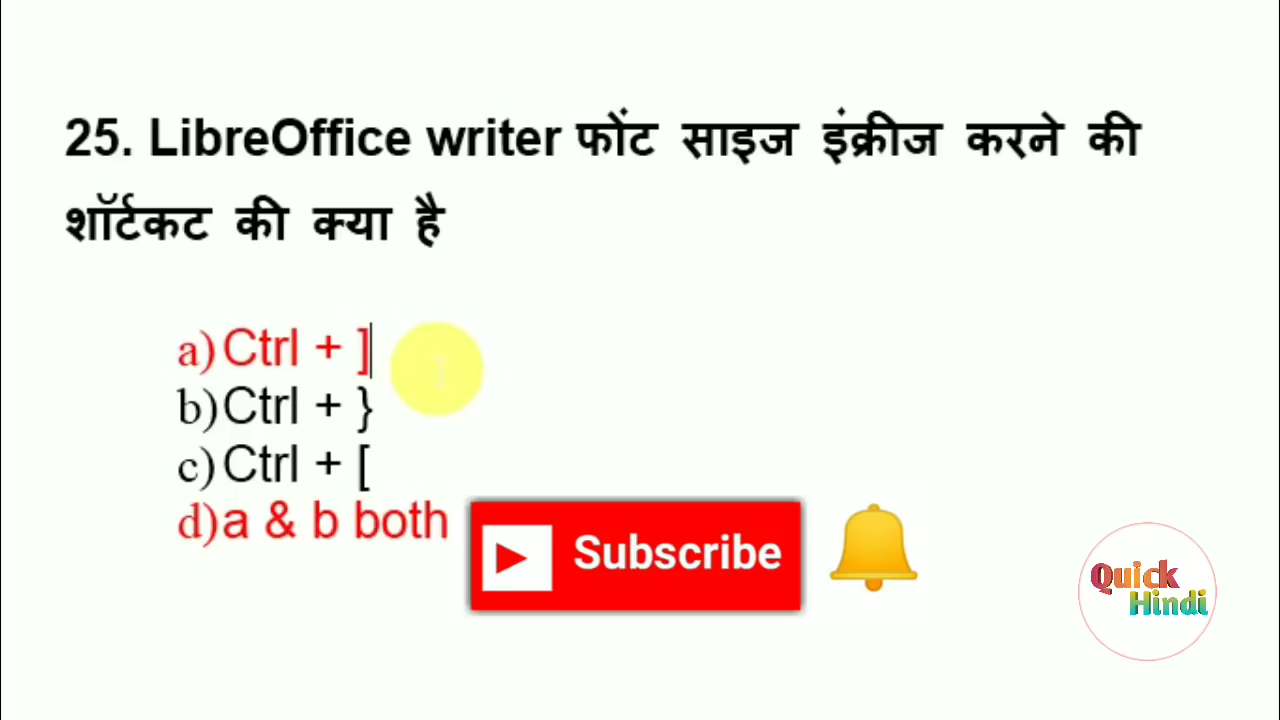 25. LibreOffice writer फोंट साइज इंक्रीज करने की
शॉर्टकट की क्या है
a) Ctrl + ]
b) Ctrl + }
c) Ctrl + [
d) a & b both
Subscribe
Quick
Hindi